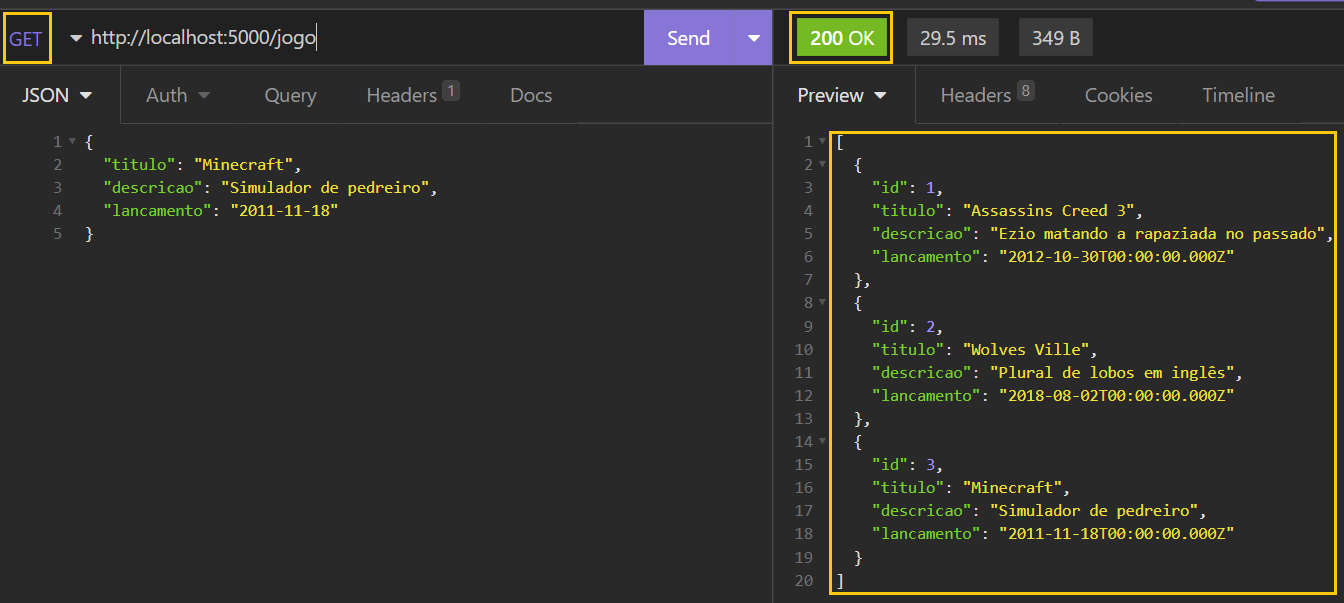 GET http://localhost:5000/jogo Send 200 OK 29.5 ms 349 B
JSON Auth Query Headers 1 Docs Preview Headers 8 Cookies Timeline
1 {
2 "titulo": "Minecraft",
3 "descricao": "Simulador de pedreiro",
4 "lancamento": "2011-11-18"
5 }
1 [
2 {
3 "id": 1,
4 "titulo": "Assassins Creed 3",
5 "descricao": "Ezio matando a rapaziada no passado",
6 "lancamento": "2012-10-30T00:00:00.000Z"
7 },
8 {
9 "id": 2,
10 "titulo": "Wolves Ville",
11 "descricao": "Plural de lobos em inglês",
12 "lancamento": "2018-08-02T00:00:00.000Z"
13 },
14 {
15 "id": 3,
16 "titulo": "Minecraft",
17 "descricao": "Simulador de pedreiro",
18 "lancamento": "2011-11-18T00:00:00.000Z"
19 }
20 ]